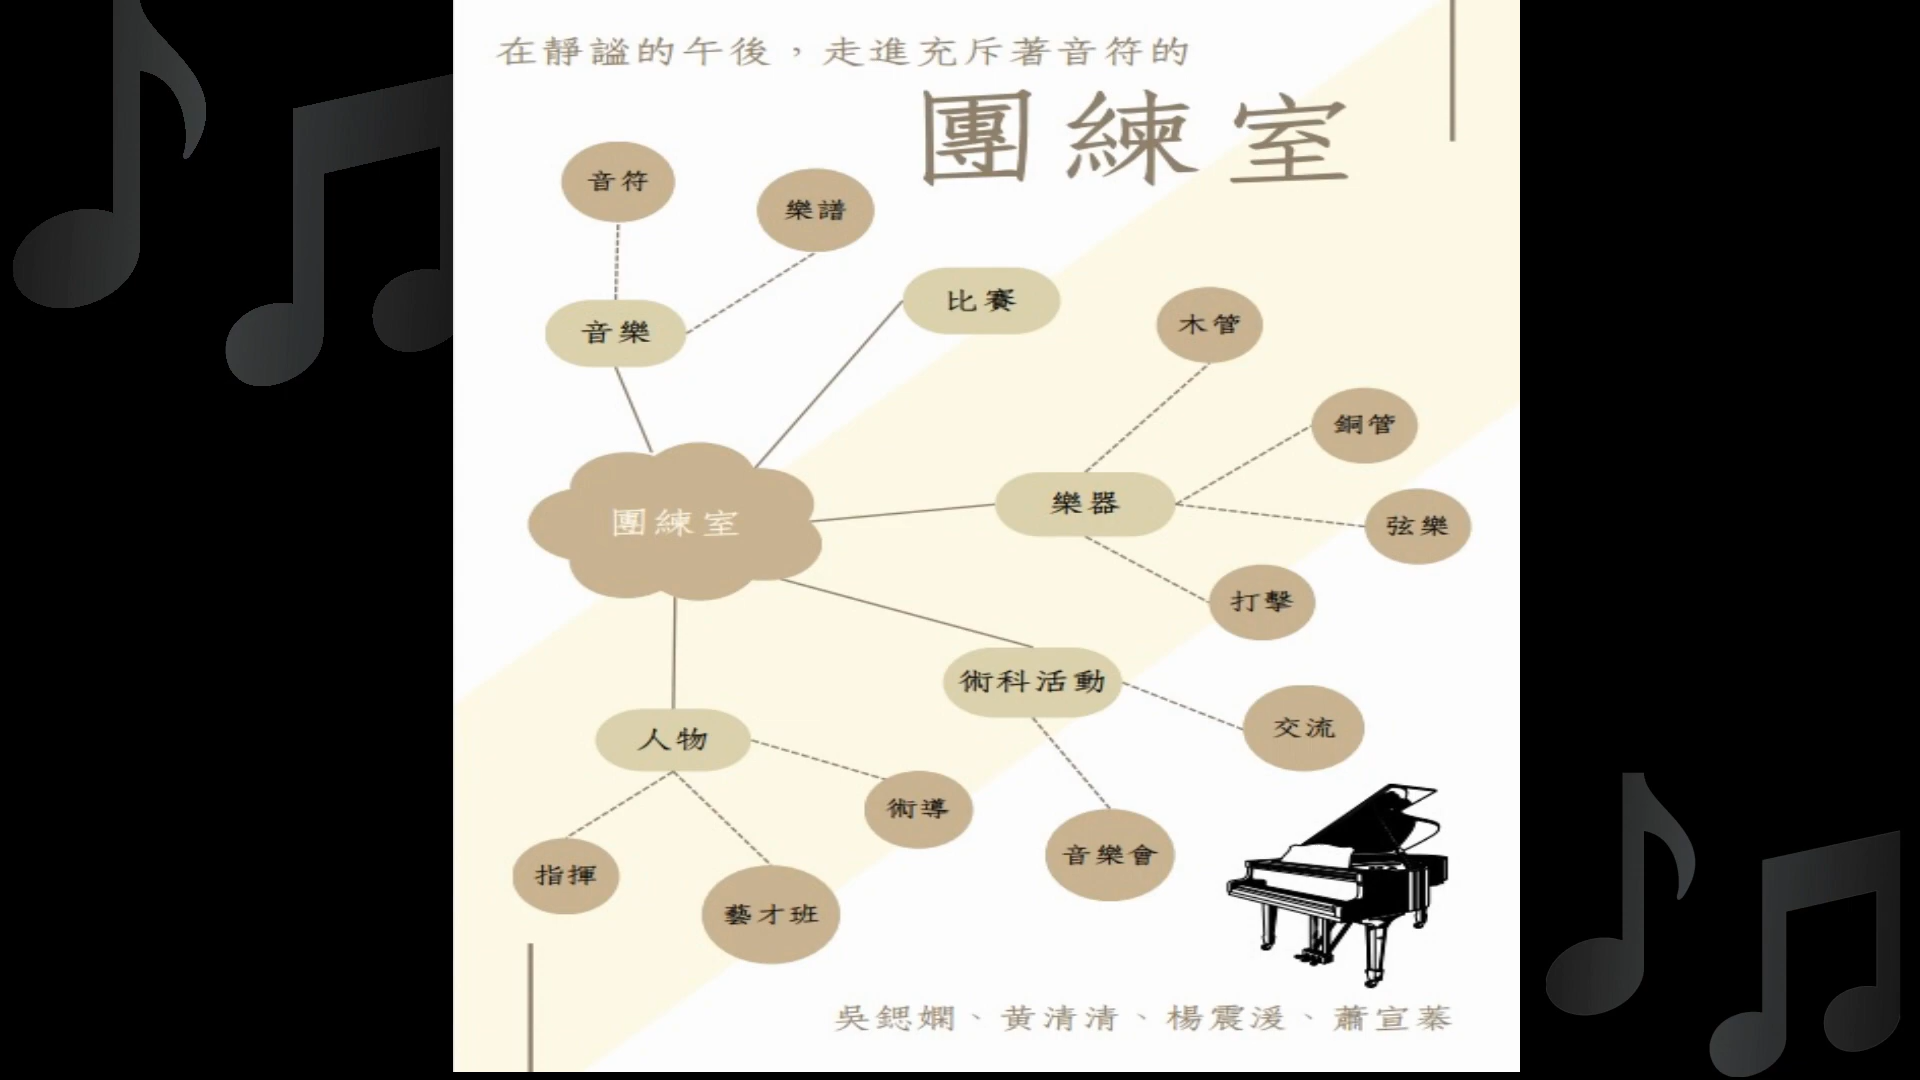 在靜謐的午後，走進充斥著音符的
團練室
音符
樂譜
音樂
比賽
木管
銅管
樂器
弦樂
團練室
打擊
術科活動
交流
人物
術導
音樂會
指揮
藝才班
吳鍶嫻、黃清清、楊震湲、蕭宣蓁